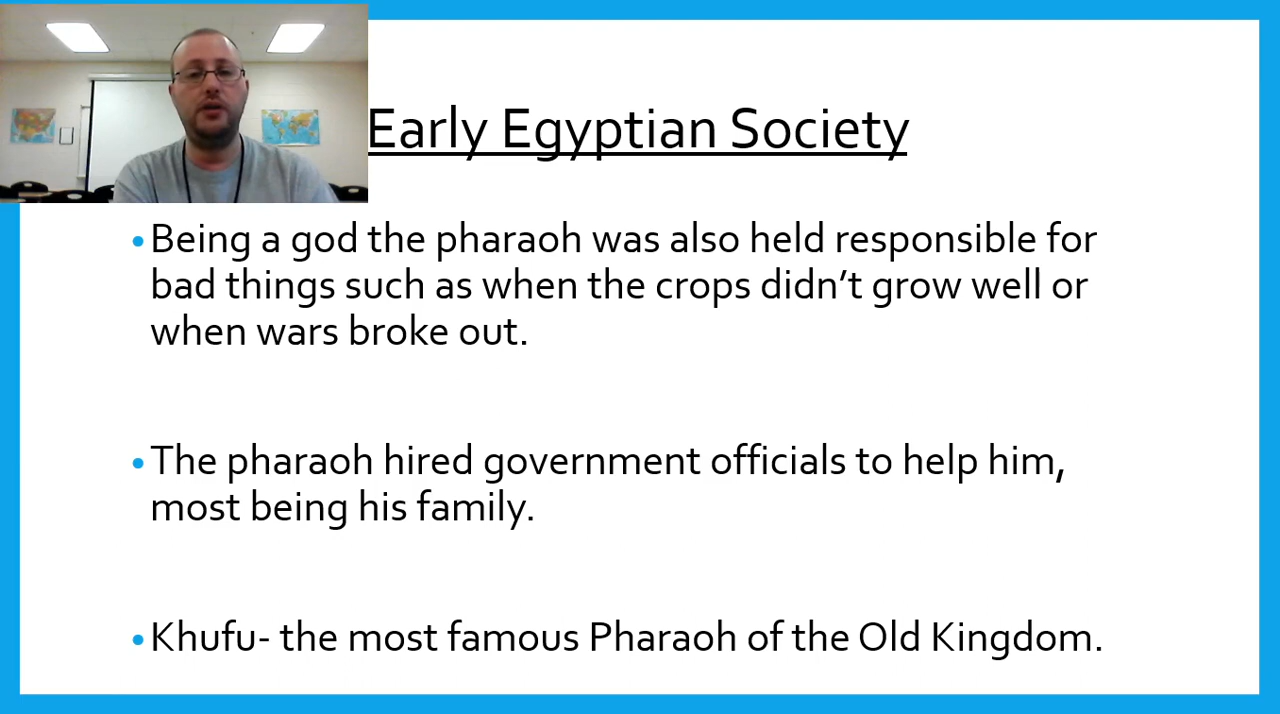 Early Egyptian Society
•Being a god the pharaoh was also held responsible for
bad things such as when the crops didn’t grow well or
when wars broke out.
•The pharaoh hired government officials to help him,
most being his family.
•Khufu- the most famous Pharaoh of the Old Kingdom.